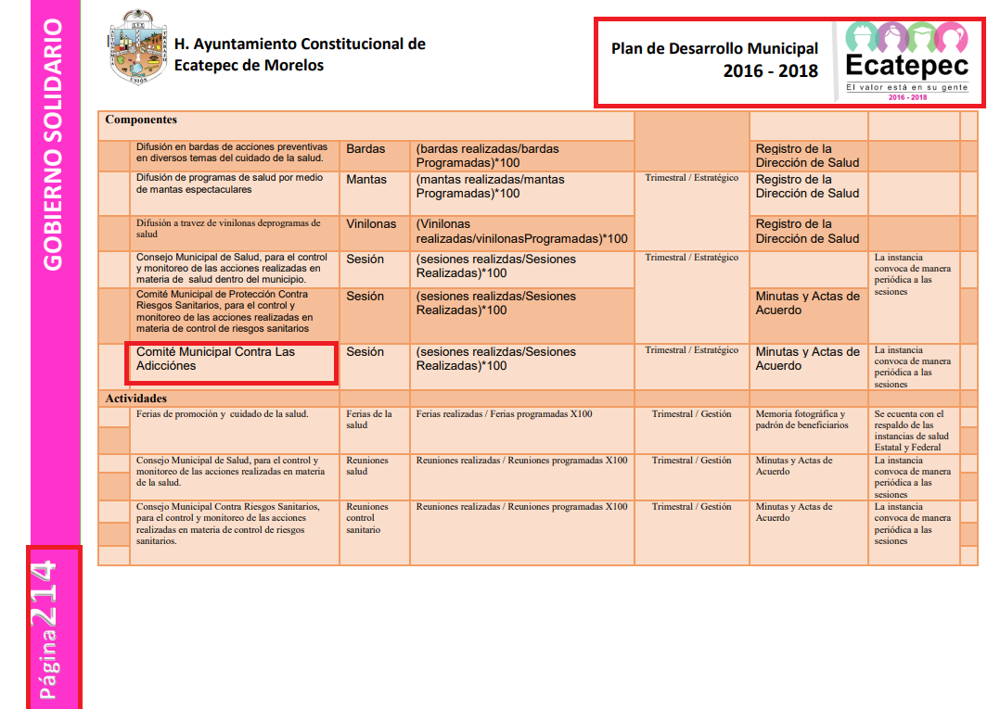 GOBIERNO SOLIDARIO
H. Ayuntamiento Constitucional de
Ecatepec de Morelos
Plan de Desarrollo Municipal
2016 - 2018
Ecatepec
El valor está en su gente
2016 - 2018
Componentes
Difusión en bardas de acciones preventivas
en diversos temas del cuidado de la salud.
Bardas
(bardas realizadas/bardas
Programadas)*100
Registro de la
Dirección de Salud
Difusión de programas de salud por medio
de mantas espectaculares
Mantas
(mantas realizadas/mantas
Programadas)*100
Trimestral / Estratégico
Registro de la
Dirección de Salud
Difusión a travez de vinilonas deprogramas de
salud
Vinilonas
(Vinilonas
realizadas/vinilonasProgramadas)*100
Registro de la
Dirección de Salud
Consejo Municipal de Salud, para el control
y monitoreo de las acciones realizadas en
materia de salud dentro del municipio.
Sesión
(sesiones realizdas/Sesiones
Realizadas)*100
Trimestral / Estratégico
La instancia
convoca de manera
periódica a las
sesiones
Comité Municipal de Protección Contra
Riesgos Sanitarios, para el control y
monitoreo de las acciones realizadas en
materia de control de riesgos sanitarios
Sesión
(sesiones realizdas/Sesiones
Realizadas)*100
Minutas y Actas de
Acuerdo
Comité Municipal Contra Las
Adicciónes
Sesión
(sesiones realizdas/Sesiones
Realizadas)*100
Trimestral / Estratégico
Minutas y Actas de
Acuerdo
La instancia
convoca de manera
periódica a las
sesiones
Actividades
Ferias de promoción y cuidado de la salud.
Ferias de la
salud
Ferias realizadas / Ferias programadas X100
Trimestral / Gestión
Memoria fotográfica y
padrón de beneficiarios
Se ecuenta con el
respaldo de las
instancias de salud
Estatal y Federal
Consejo Municipal de Salud, para el control y
monitoreo de las acciones realizadas en materia
de la salud.
Reuniones
salud
Reuniones realizadas / Reuniones programadas X100
Trimestral / Gestión
Minutas y Actas de
Acuerdo
La instancia
convoca de manera
periódica a las
sesiones
Consejo Municipal Contra Riesgos Sanitarios,
para el control y monitoreo de las acciones
realizadas en materia de control de riesgos
sanitarios.
Reuniones
control
sanitario
Reuniones realizadas / Reuniones programadas X100
Trimestral / Gestión
Minutas y Actas de
Acuerdo
La instancia
convoca de manera
periódica a las
sesiones
Página214